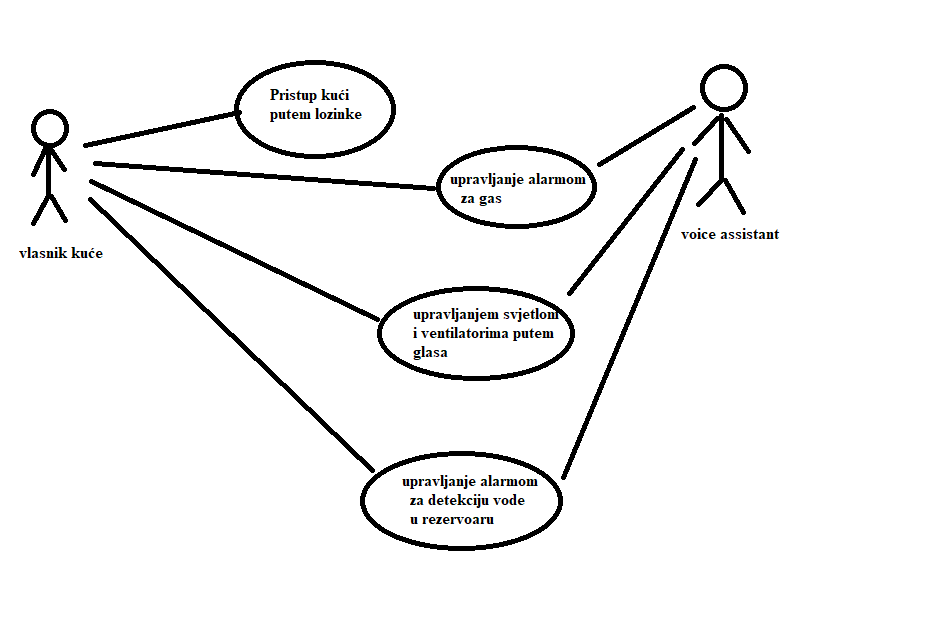 Pristup kući
putem lozinke
upravljanje alarmom
za gas
vlasnik kuće
voice assistant
upravljanjem svjetlom
i ventilatorima putem
glasa
upravljanje alarmom
za detekciju vode
u rezervoaru